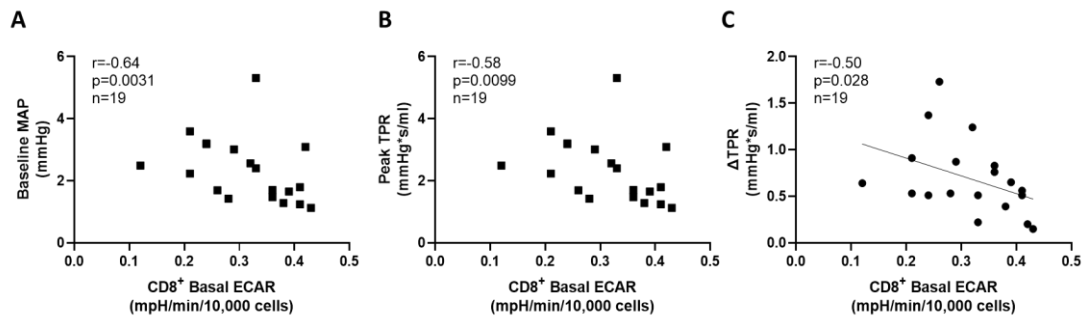 A
r=-0.64
p=0.0031
n=19
Baseline MAP
(mmHg)
6
4
2
0
0.0 0.1 0.2 0.3 0.4 0.5
CD8⁺ Basal ECAR
(mpH/min/10,000 cells)
B
r=-0.58
p=0.0099
n=19
Peak TPR
(mmHg*s/ml)
6
4
2
0
0.0 0.1 0.2 0.3 0.4 0.5
CD8⁺ Basal ECAR
(mpH/min/10,000 cells)
C
r=-0.50
p=0.028
n=19
ΔTPR
(mmHg*s/ml)
2.0
1.5
1.0
0.5
0.0
0.0 0.1 0.2 0.3 0.4 0.5
CD8⁺ Basal ECAR
(mpH/min/10,000 cells)